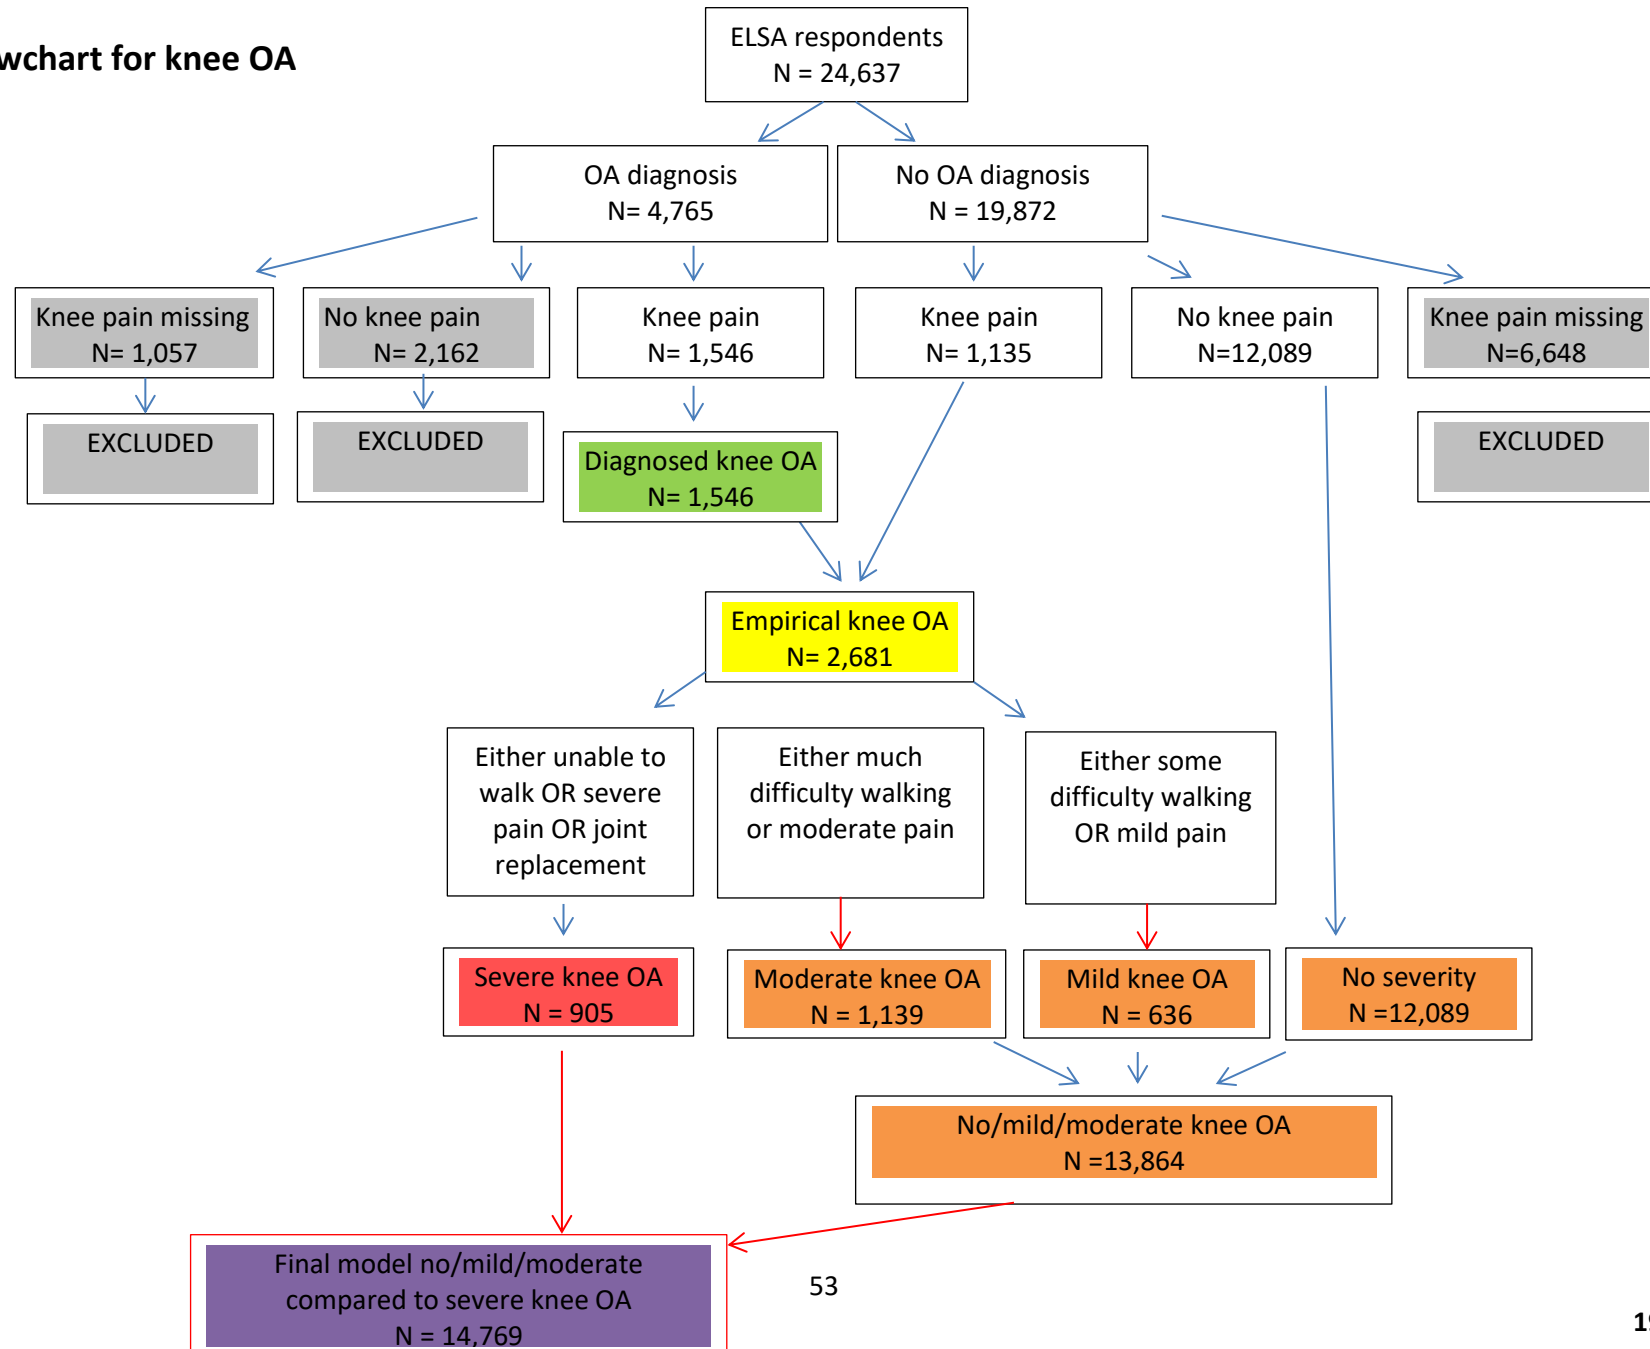 wchart for knee OA
ELSA respondents
N = 24,637
OA diagnosis
N= 4,765
No OA diagnosis
N = 19,872
Knee pain missing
N= 1,057
No knee pain
N= 2,162
Knee pain
N= 1,546
Knee pain
N= 1,135
No knee pain
N=12,089
Knee pain missing
N=6,648
EXCLUDED
EXCLUDED
Diagnosed knee OA
N= 1,546
EXCLUDED
Empirical knee OA
N= 2,681
Either unable to
walk OR severe
pain OR joint
replacement
Either much
difficulty walking
or moderate pain
Either some
difficulty walking
OR mild pain
Severe knee OA
N = 905
Moderate knee OA
N = 1,139
Mild knee OA
N = 636
No severity
N =12,089
No/mild/moderate knee OA
N =13,864
Final model no/mild/moderate
compared to severe knee OA
N = 14,769
53
19